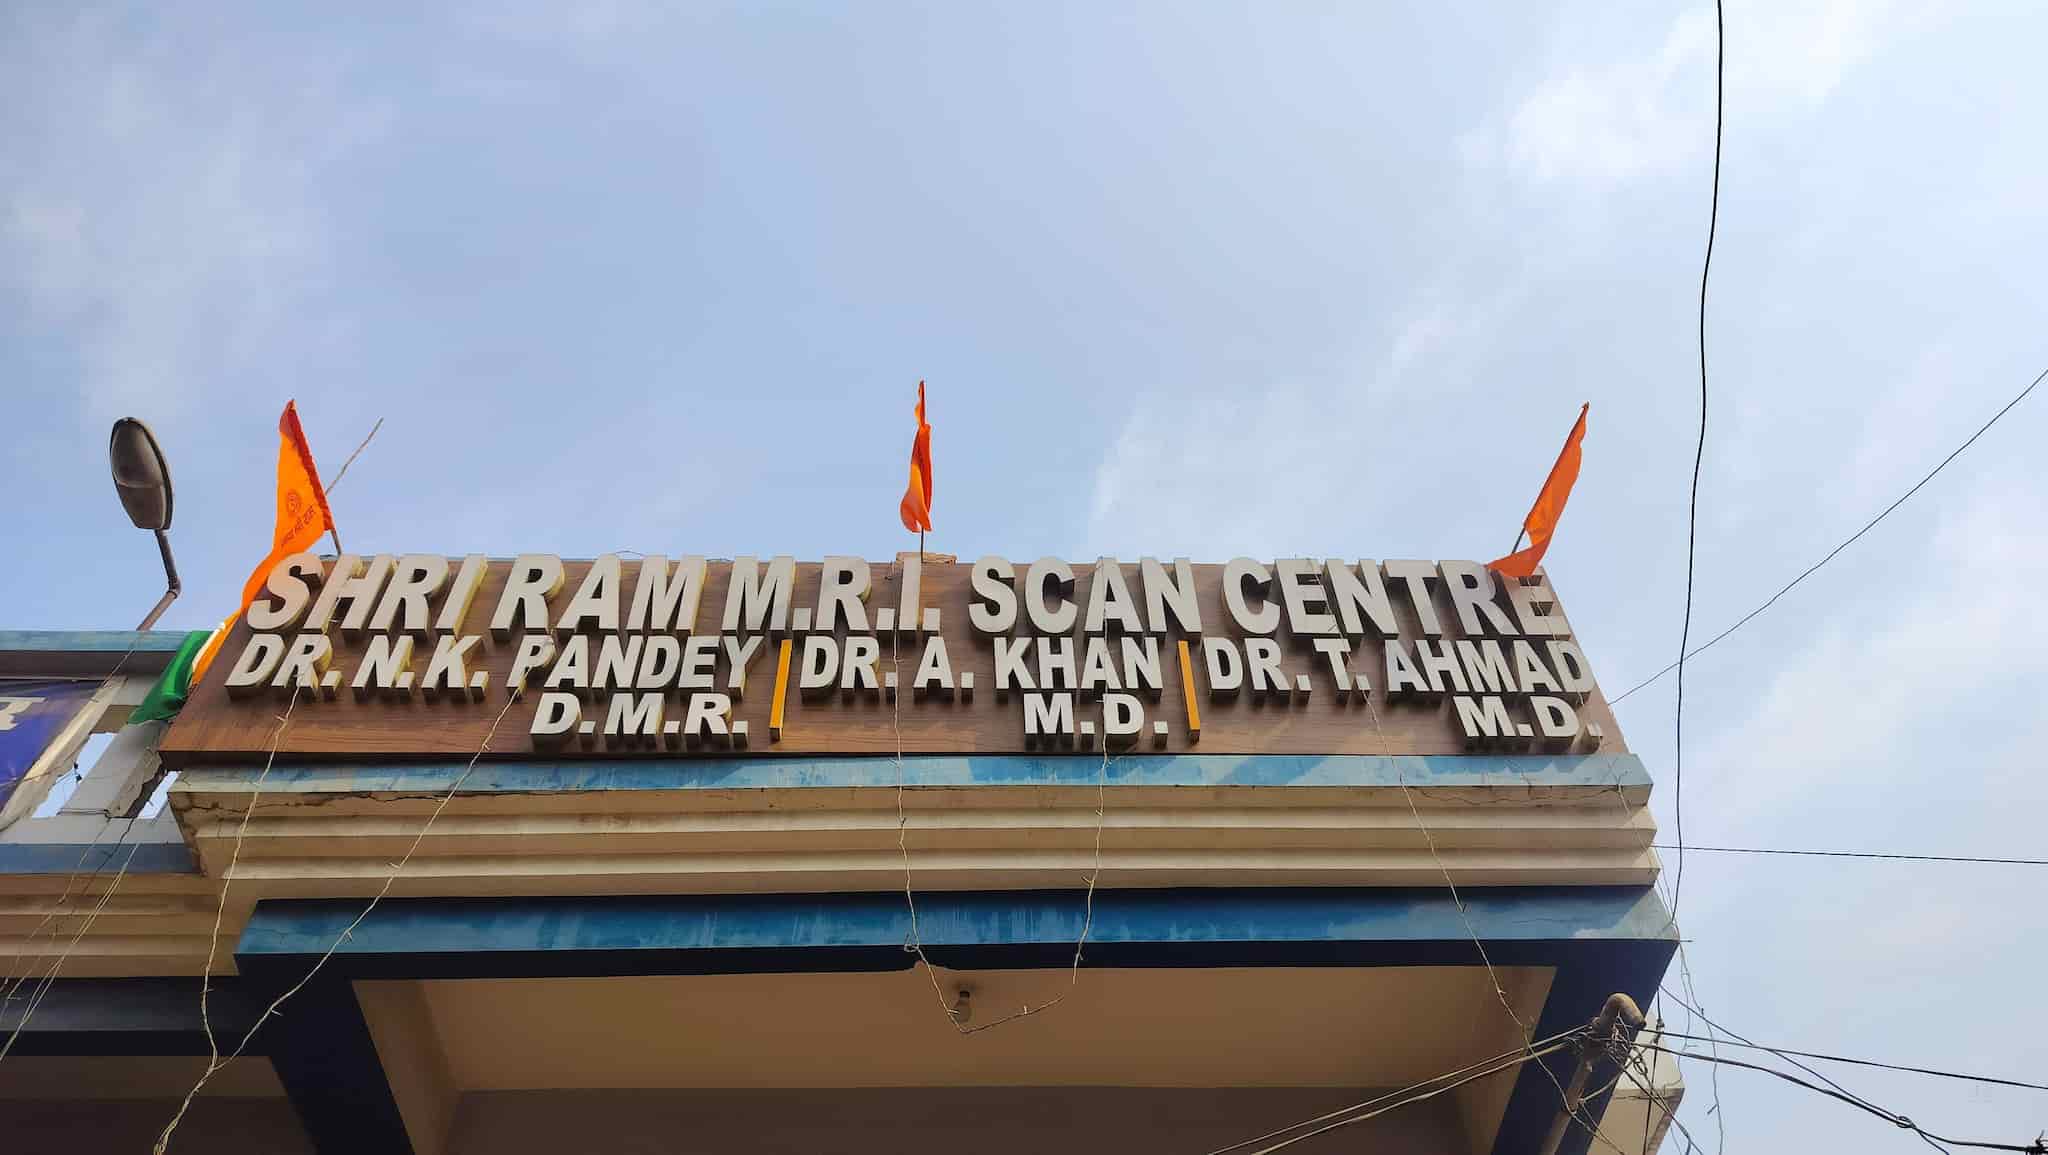 SHRI RAM M.R.I. SCAN CENTRE
DR. N.K. PANDEY | DR. A. KHAN | DR. T. AHMAD
D.M.R. | M.D. | M.D.